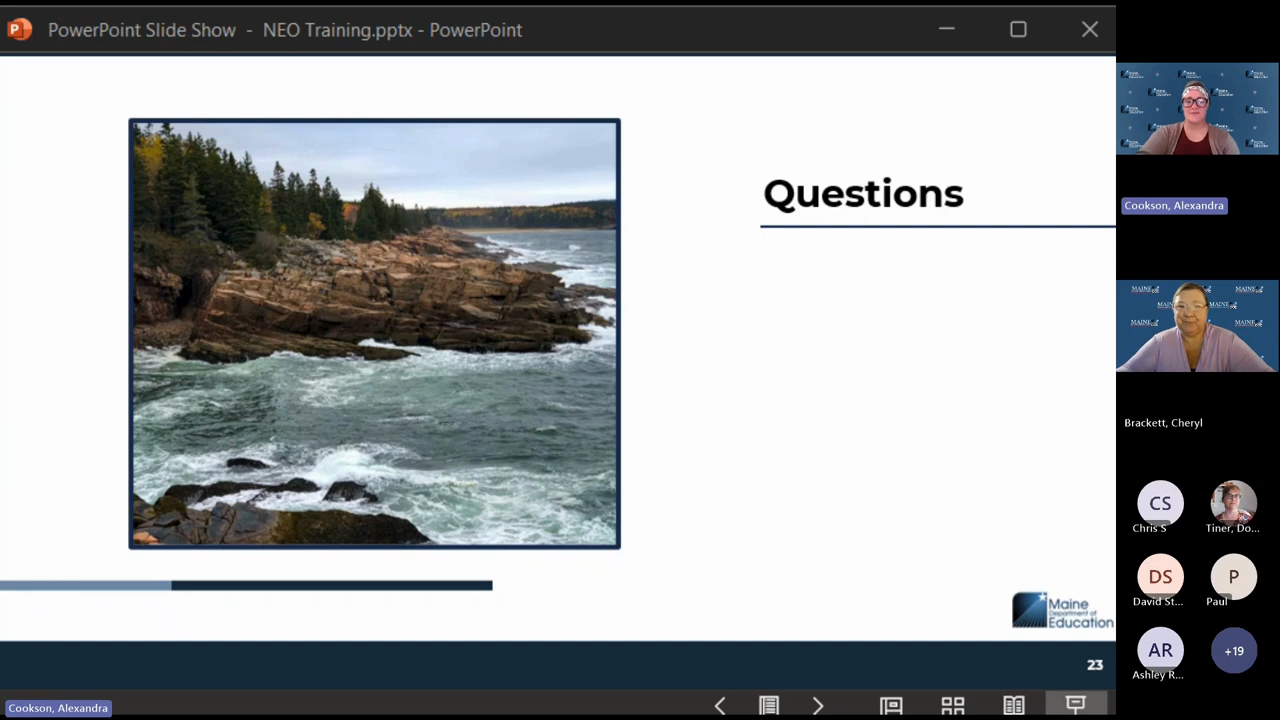 PowerPoint Slide Show - NEO Training.pptx - PowerPoint
Questions
Maine
Department of
Education
23
Cookson, Alexandra
Cookson, Alexandra
Brackett, Cheryl
CS
Chris S
Tiner, Do...
DS
David St...
P
Paul
AR
Ashley R...
+19